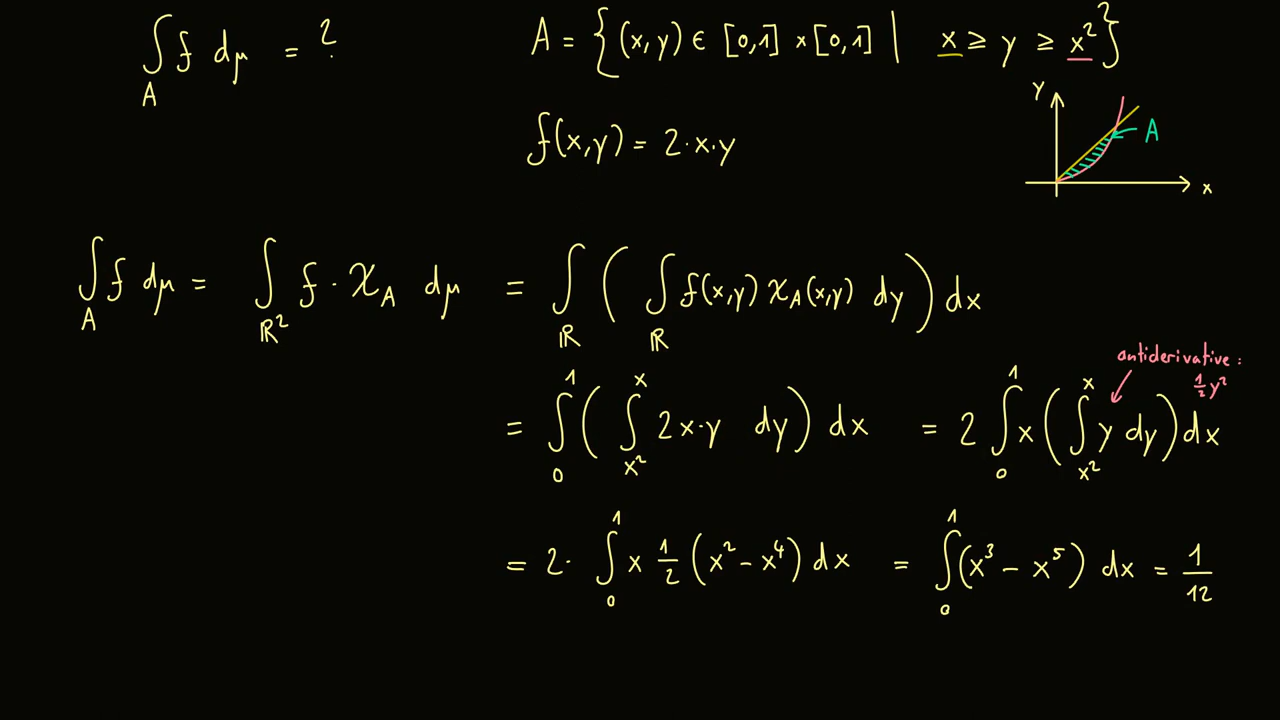 ∫_A f dμ = ?
A = {(x,y) ∈ [0,1] × [0,1] | x ≥ y ≥ x²}
f(x,y) = 2·x·y
y
A
x
∫_A f dμ = ∫_ℝ² f · χ_A dμ = ∫_ℝ ( ∫_ℝ f(x,y) χ_A(x,y) dy ) dx
antiderivative: ½y²
= ∫_0^1 ( ∫_{x²}^x 2x·y dy ) dx = 2 ∫_0^1 x ( ∫_{x²}^x y dy ) dx
= 2· ∫_0^1 x ½ (x² − x⁴) dx = ∫_0^1 (x³ − x⁵) dx = 1/12